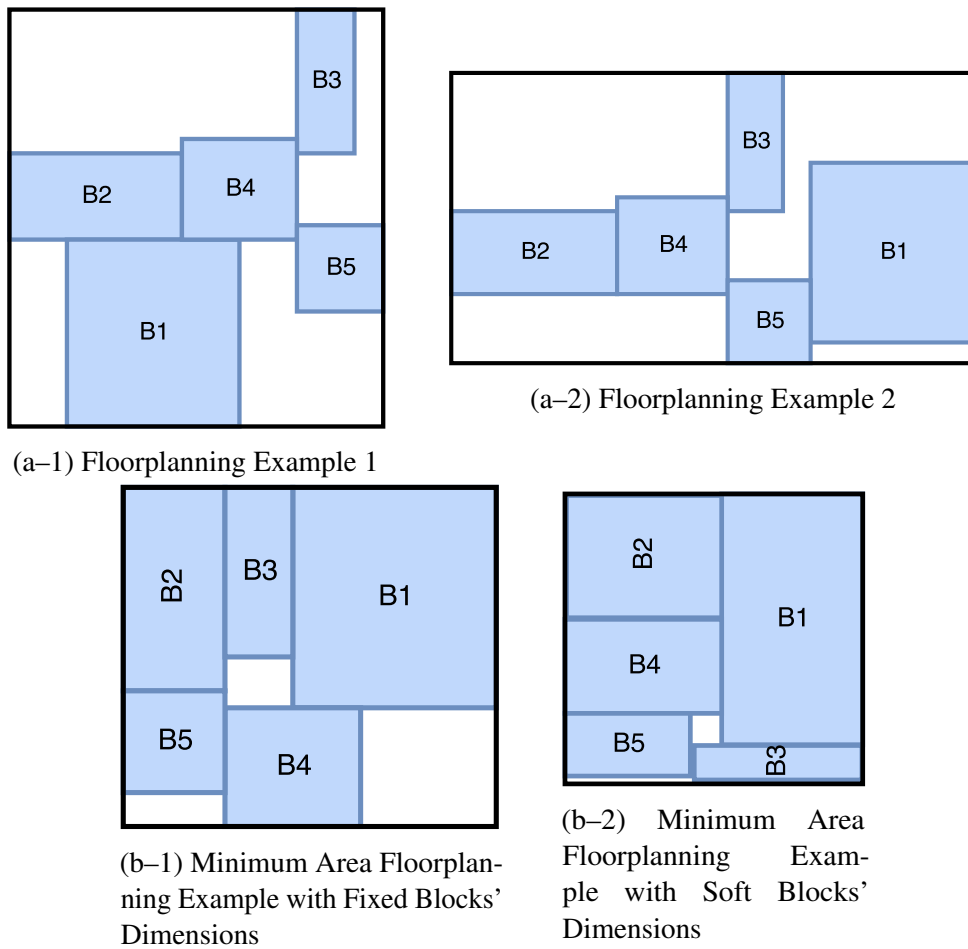 B3
B2
B4
B5
B1
(a–1) Floorplanning Example 1
B3
B2
B4
B1
B5
(a–2) Floorplanning Example 2
B2
B3
B1
B5
B4
(b–1) Minimum Area Floorplan-
ning Example with Fixed Blocks'
Dimensions
B2
B1
B4
B5
B3
(b–2) Minimum Area
Floorplanning Exam-
ple with Soft Blocks'
Dimensions